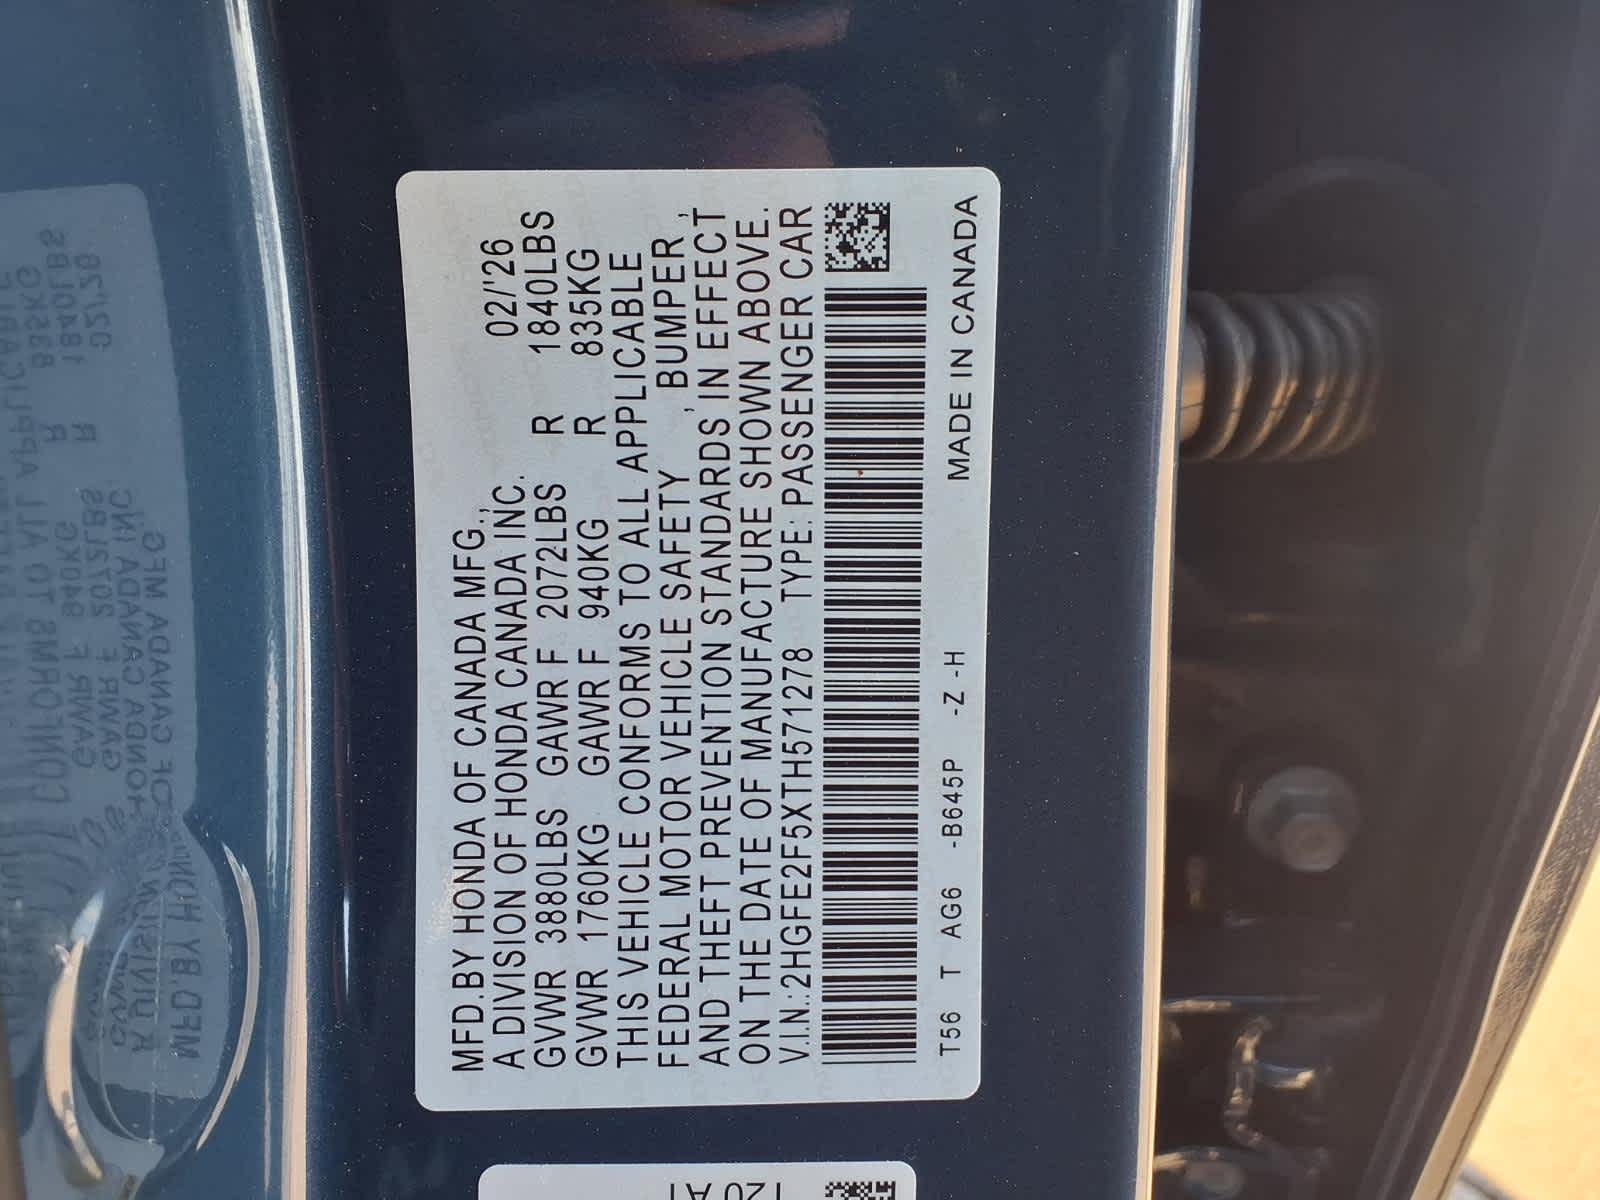 MFD.BY HONDA OF CANADA MFG., 02/'26
A DIVISION OF HONDA CANADA INC.
GVWR 3880LBS GAWR F 2072LBS R 1840LBS
GVWR 1760KG GAWR F 940KG R 835KG
THIS VEHICLE CONFORMS TO ALL APPLICABLE
FEDERAL MOTOR VEHICLE SAFETY , BUMPER ,
AND THEFT PREVENTION STANDARDS IN EFFECT
ON THE DATE OF MANUFACTURE SHOWN ABOVE.
V.I.N.: 2HGFE2F5XTH571278 TYPE: PASSENGER CAR
T56 T AG6 -B645P -Z -H
MADE IN CANADA